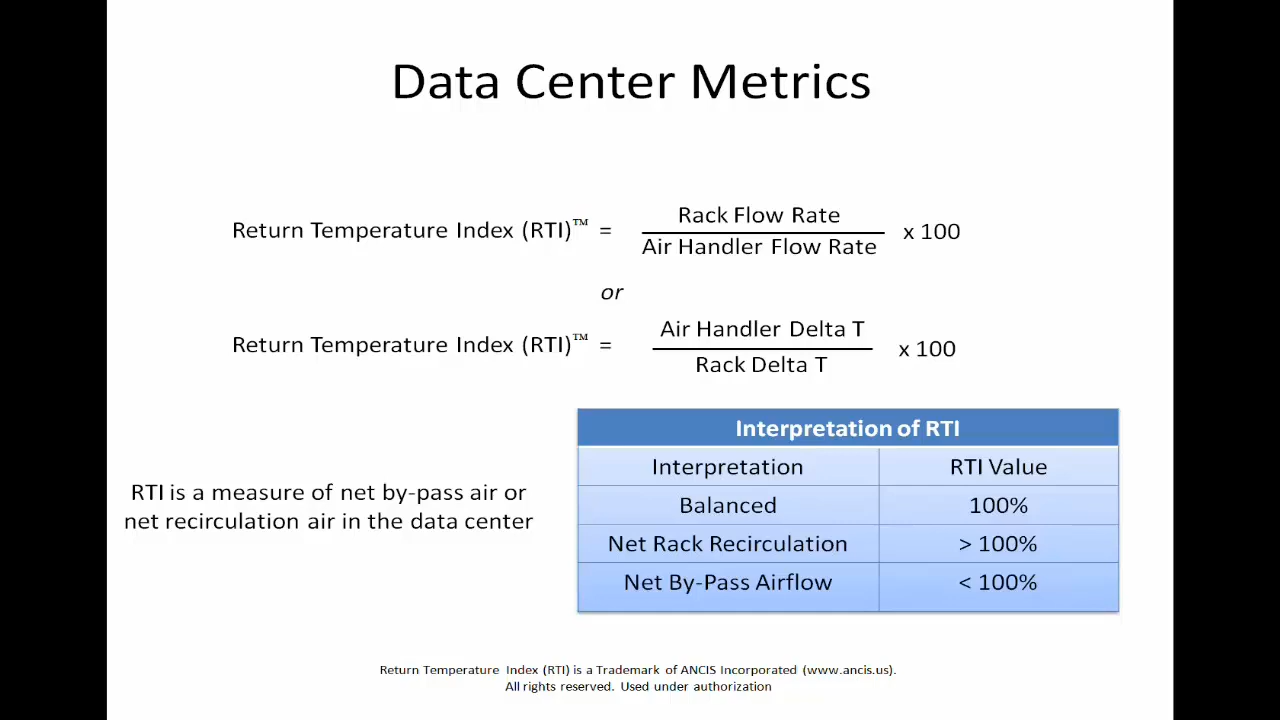 Data Center Metrics
Return Temperature Index (RTI)™ = Rack Flow Rate / Air Handler Flow Rate x 100
or
Return Temperature Index (RTI)™ = Air Handler Delta T / Rack Delta T x 100
Interpretation of RTI
Interpretation RTI Value
Balanced 100%
Net Rack Recirculation > 100%
Net By-Pass Airflow < 100%
RTI is a measure of net by-pass air or
net recirculation air in the data center
Return Temperature Index (RTI) is a Trademark of ANCIS Incorporated (www.ancis.us).
All rights reserved. Used under authorization